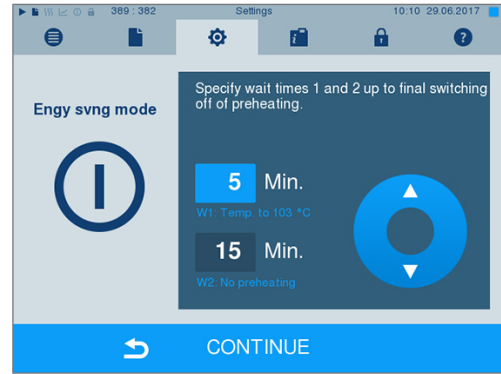 389 : 382 Settings 10:10 29.06.2017
Engy svng mode
Specify wait times 1 and 2 up to final switching
off of preheating.
5 Min.
W1: Temp. to 103 °C
15 Min.
W2: No preheating
CONTINUE